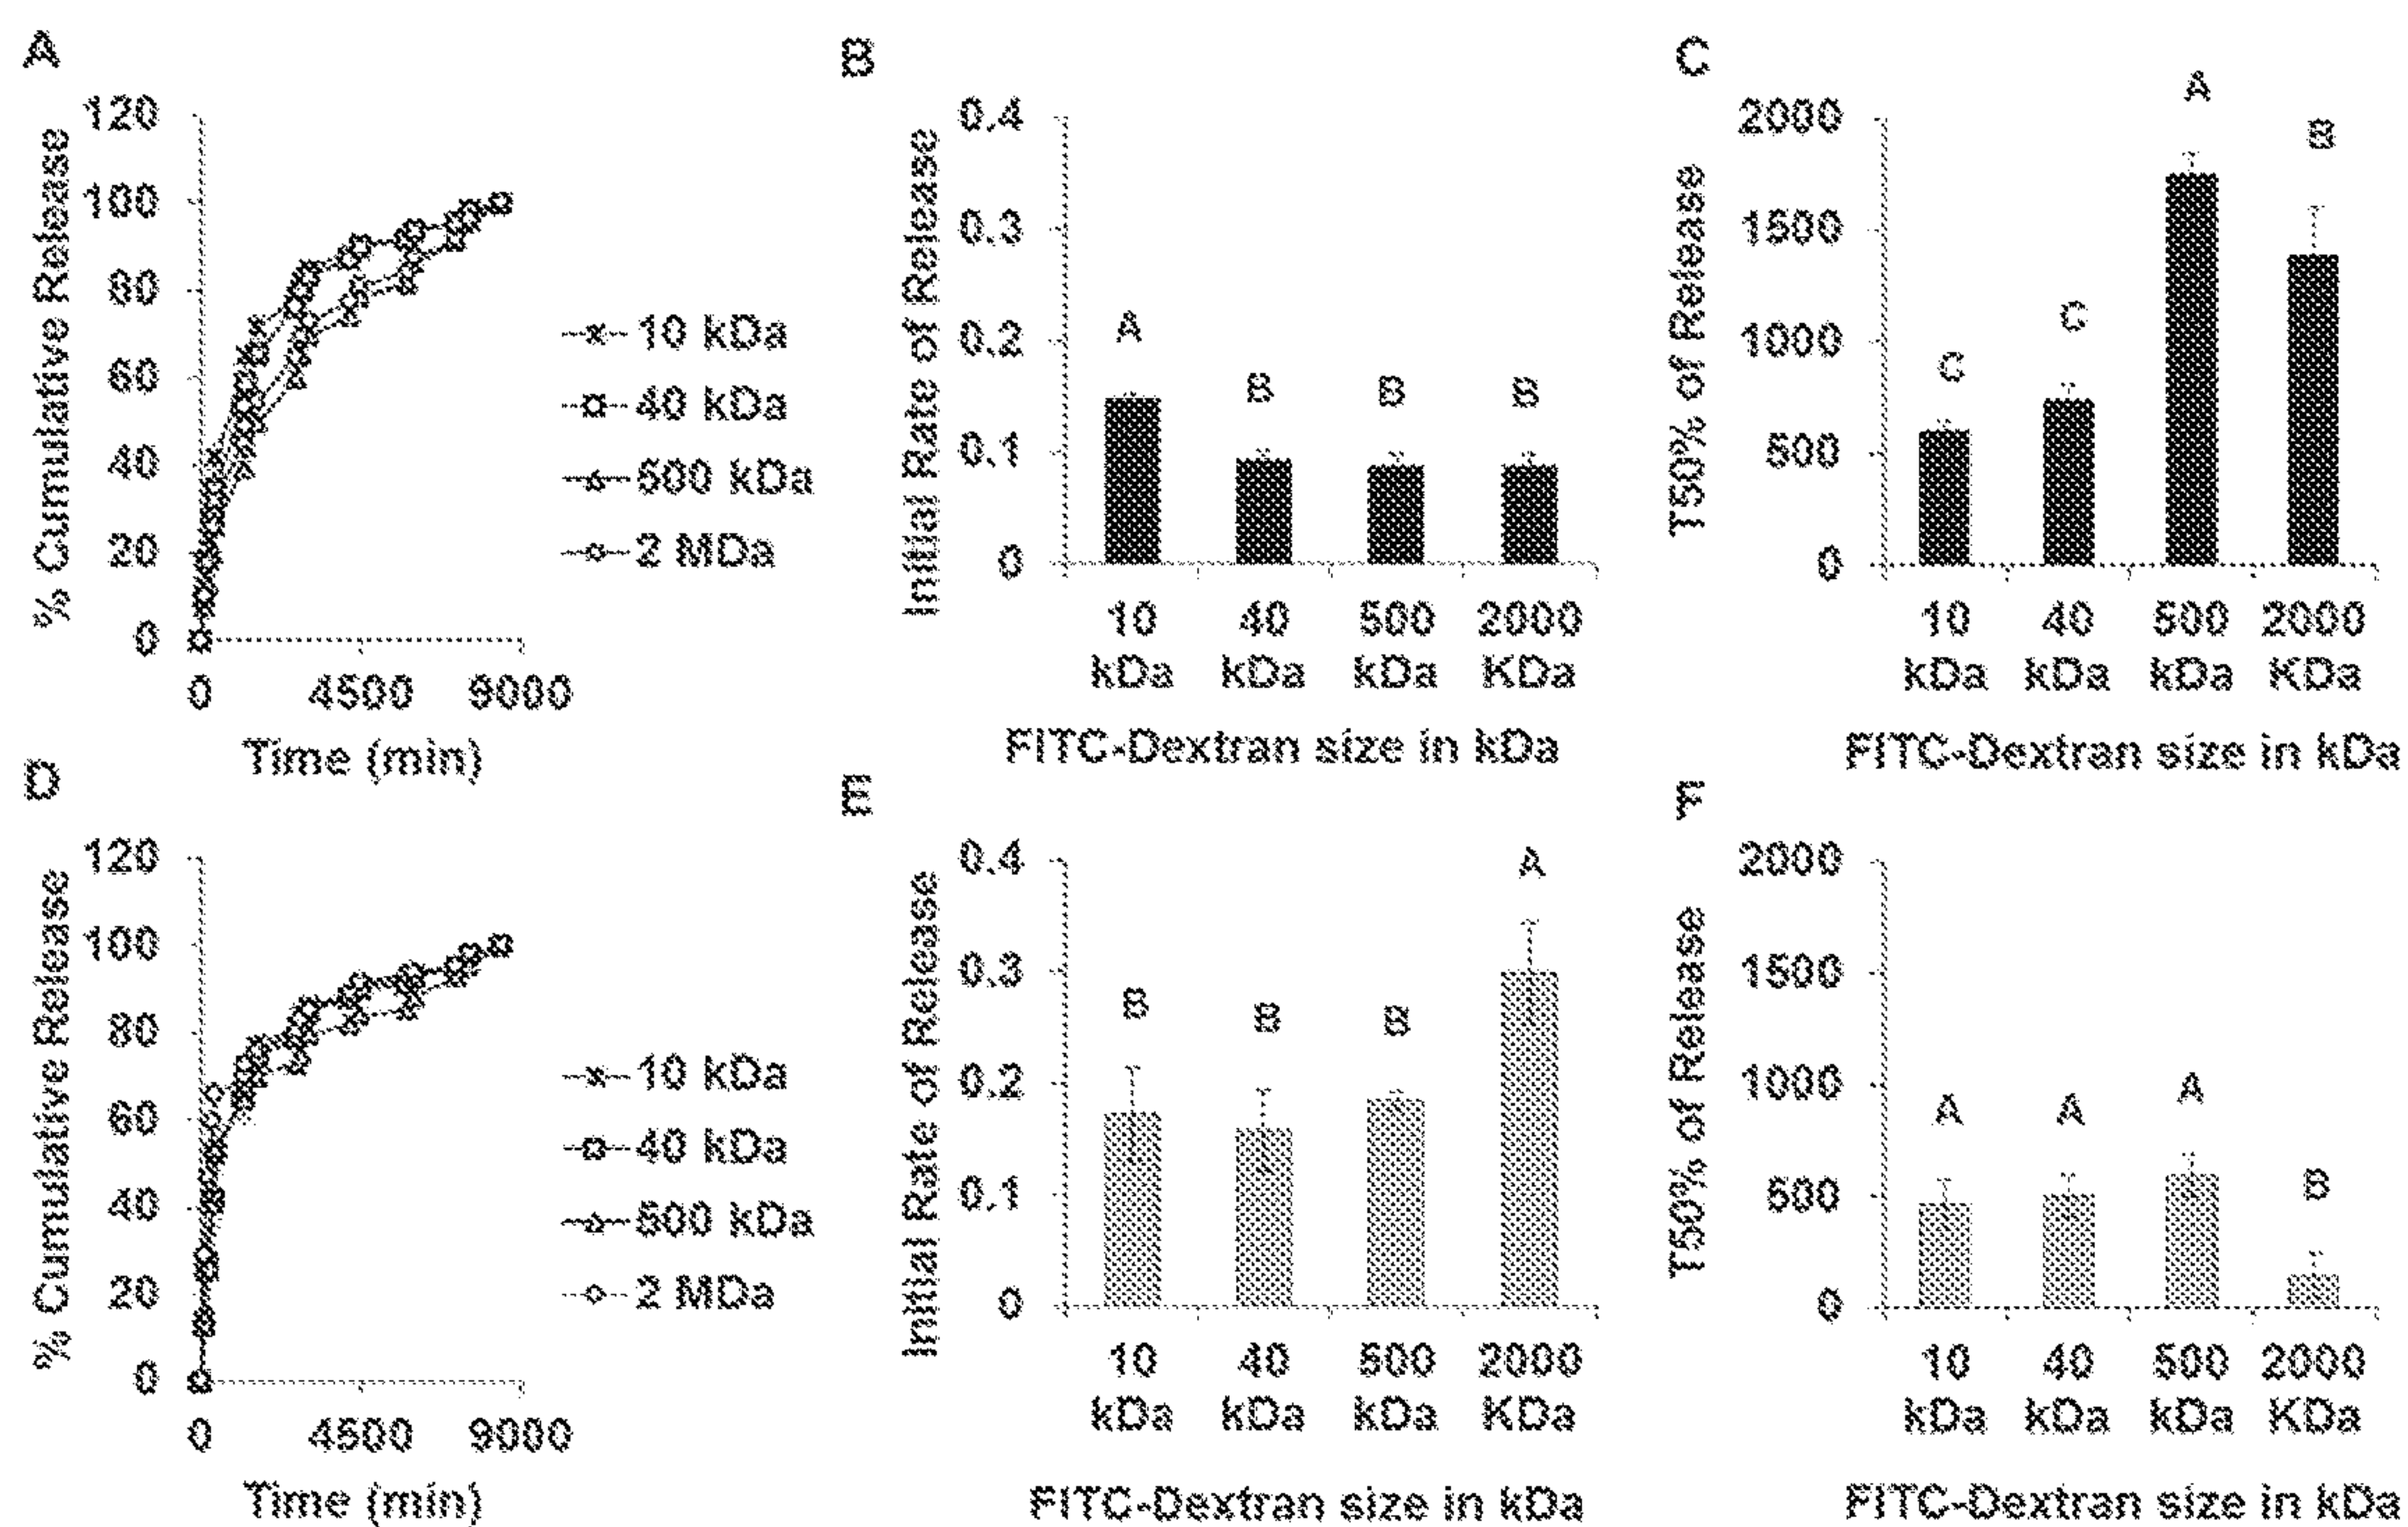 A
% Cumulative Release
120
100
80
60
40
20
0
0 4500 9000
Time (min)
10 kDa
40 kDa
500 kDa
2 MDa
B
Initial Rate of Release
0.4
0.3
0.2
0.1
0
A B B B
10 kDa
40 kDa
500 kDa
2000 KDa
FITC-Dextran size in kDa
C
T50% of Release
2000
1500
1000
500
0
C C A B
10 kDa
40 kDa
500 kDa
2000 KDa
FITC-Dextran size in kDa
D
% Cumulative Release
120
100
80
60
40
20
0
0 4500 9000
Time (min)
10 kDa
40 kDa
500 kDa
2 MDa
E
Initial Rate of Release
0.4
0.3
0.2
0.1
0
B B B A
10 kDa
40 kDa
500 kDa
2000 KDa
FITC-Dextran size in kDa
F
T50% of Release
2000
1500
1000
500
0
A A A B
10 kDa
40 kDa
500 kDa
2000 KDa
FITC-Dextran size in kDa